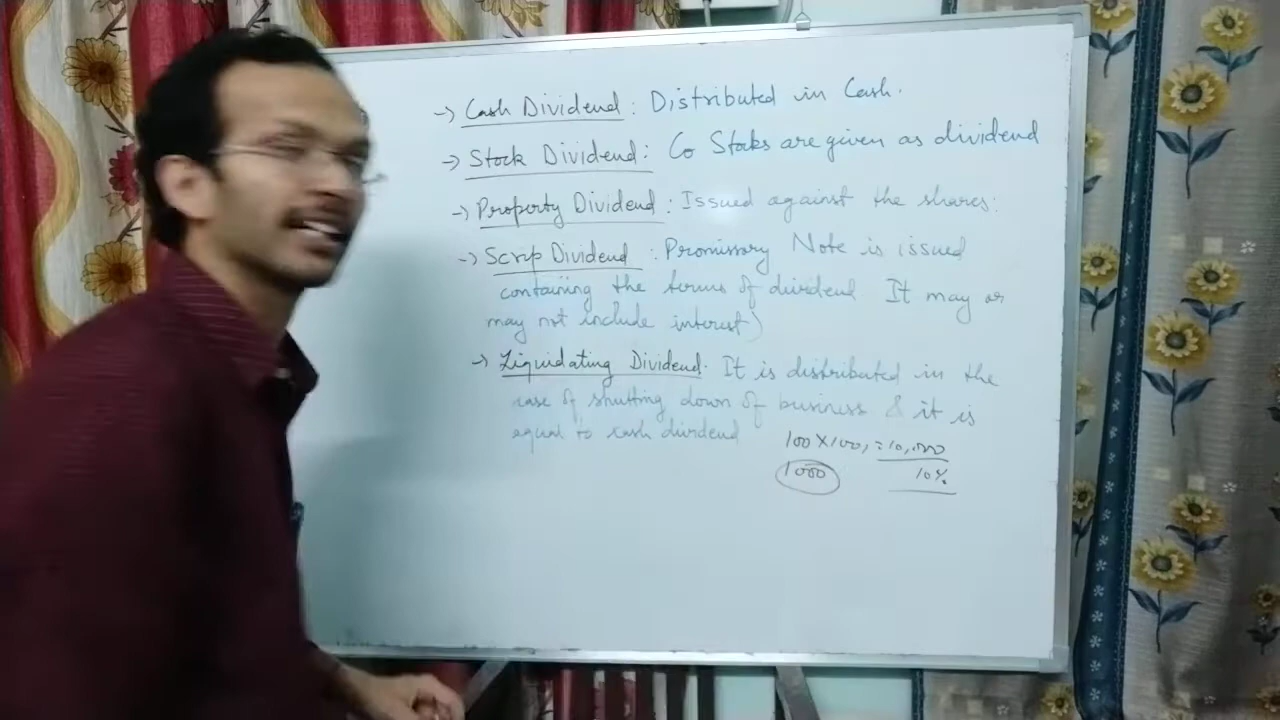 -> Cash Dividend : Distributed in Cash.
-> Stock Dividend : Co Stocks are given as dividend
-> Property Dividend : Issued against the shares:
-> Scrip Dividend : Promissory Note is issued
containing the terms of dividend It may or
may not include interest)
-> Liquidating Dividend. It is distributed in the
case of shutting down of business & it is
equal to cash dividend
100 X 100, = 10,000
1000 10%